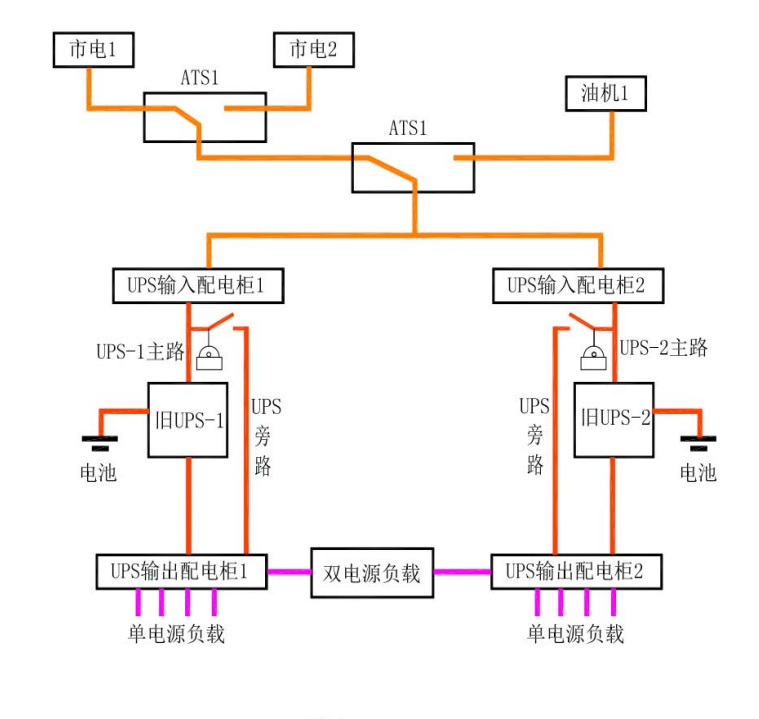 市电1
市电2
ATS1
油机1
ATS1
UPS输入配电柜1
UPS输入配电柜2
UPS-1主路
UPS-2主路
旧UPS-1
旧UPS-2
UPS
旁
路
UPS
旁
路
电池
电池
UPS输出配电柜1
双电源负载
UPS输出配电柜2
单电源负载
单电源负载